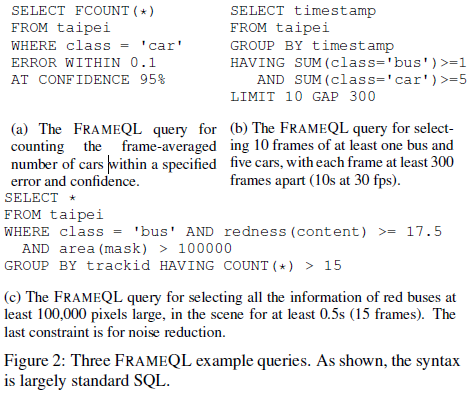 SELECT FCOUNT(*)
FROM taipei
WHERE class = 'car'
ERROR WITHIN 0.1
AT CONFIDENCE 95%
(a) The FRAMEQL query for
counting the frame-averaged
number of cars within a specified
error and confidence.
SELECT timestamp
FROM taipei
GROUP BY timestamp
HAVING SUM(class='bus')>=1
AND SUM(class='car')>=5
LIMIT 10 GAP 300
(b) The FRAMEQL query for select-
ing 10 frames of at least one bus and
five cars, with each frame at least 300
frames apart (10s at 30 fps).
SELECT *
FROM taipei
WHERE class = 'bus' AND redness(content) >= 17.5
AND area(mask) > 100000
GROUP BY trackid HAVING COUNT(*) > 15
(c) The FRAMEQL query for selecting all the information of red buses at
least 100,000 pixels large, in the scene for at least 0.5s (15 frames). The
last constraint is for noise reduction.
Figure 2: Three FRAMEQL example queries. As shown, the syntax
is largely standard SQL.